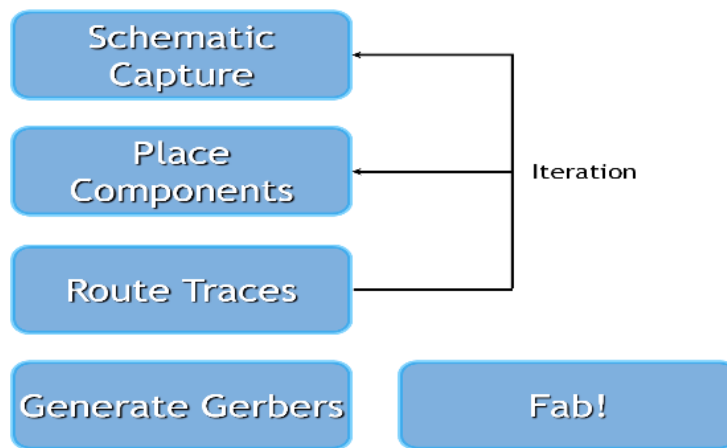 Schematic
Capture
Place
Components
Iteration
Route Traces
Generate Gerbers
Fab!